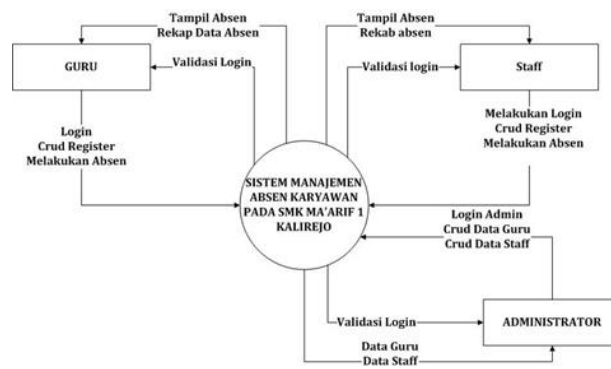 Tampil Absen
Rekap Data Absen
GURU
Validasi Login
Login
Crud Register
Melakukan Absen
Tampil Absen
Rekab absen
Staff
Validasi login
Melakukan Login
Crud Register
Melakukan Absen
SISTEM MANAJEMEN
ABSEN KARYAWAN
PADA SMK MA'ARIF 1
KALIREJO
Login Admin
Crud Data Guru
Crud Data Staff
Validasi Login
ADMINISTRATOR
Data Guru
Data Staff